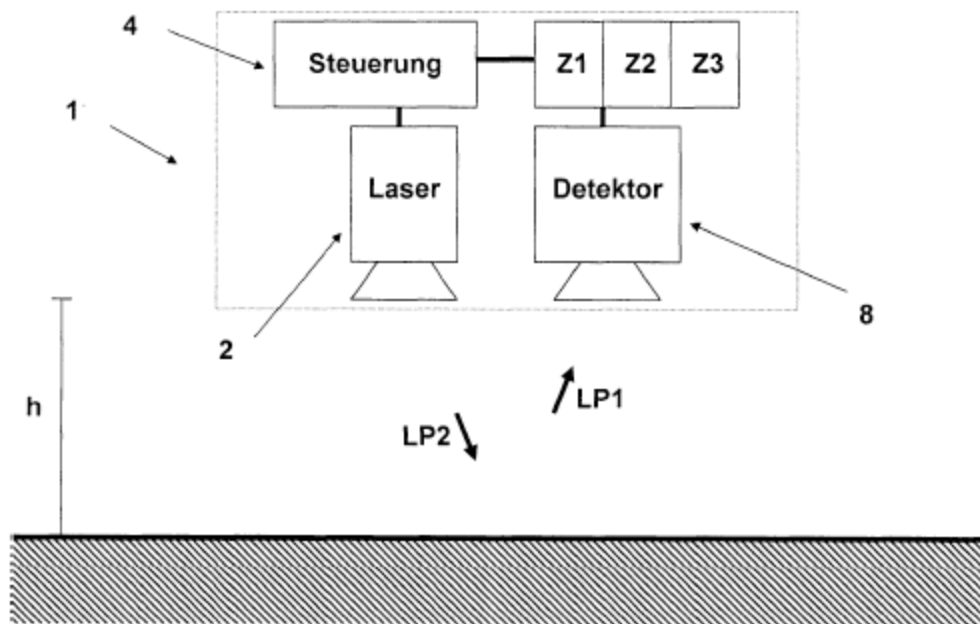 4
Steuerung
Z1 Z2 Z3
1
Laser
Detektor
2
8
h
LP1
LP2